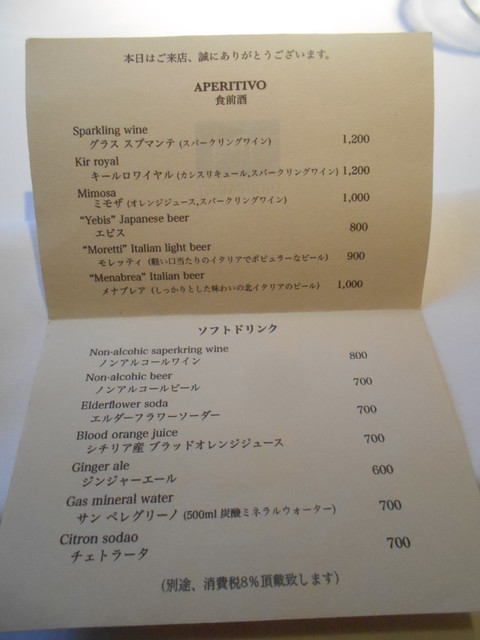 本日はご来店、誠にありがとうございます。
APERITIVO
食前酒
Sparkling wine
グラス スプマンテ (スパークリングワイン) 1,200
Kir royal
キールロワイヤル (カシスリキュール,スパークリングワイン) 1,200
Mimosa
ミモザ (オレンジジュース,スパークリングワイン) 1,000
“Yebis” Japanese beer
エビス 800
“Moretti” Italian light beer
モレッティ (軽い口当たりのイタリアでポピュラーなビール) 900
“Menabrea” Italian beer
メナブレア (しっかりとした味わいの北イタリアのビール) 1,000
ソフトドリンク
Non-alcohic saperkring wine
ノンアルコールワイン 800
Non-alcohic beer
ノンアルコールビール 700
Elderflower soda
エルダーフラワーソーダー 700
Blood orange juice
シチリア産 ブラッドオレンジジュース 700
Ginger ale
ジンジャーエール 600
Gas mineral water
サン ペレグリーノ (500ml 炭酸ミネラルウォーター) 700
Citron sodao
チェトラータ 700
(別途、消費税8%頂戴致します)